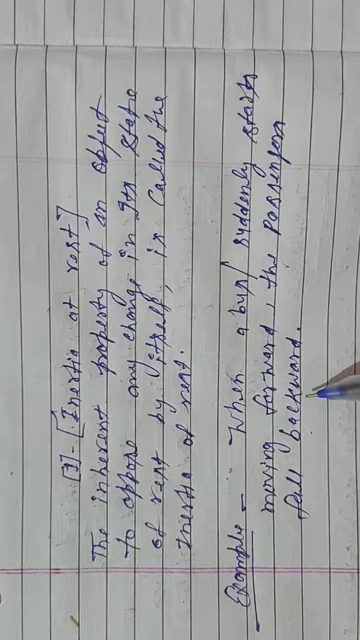 [1]-[Inertia at rest]
The inherent property of an object
to oppose any change in its state
of rest by itself, is called the
inertia of rest.
Example - When a bus suddenly starts
moving forward, the passengers
fall backward.